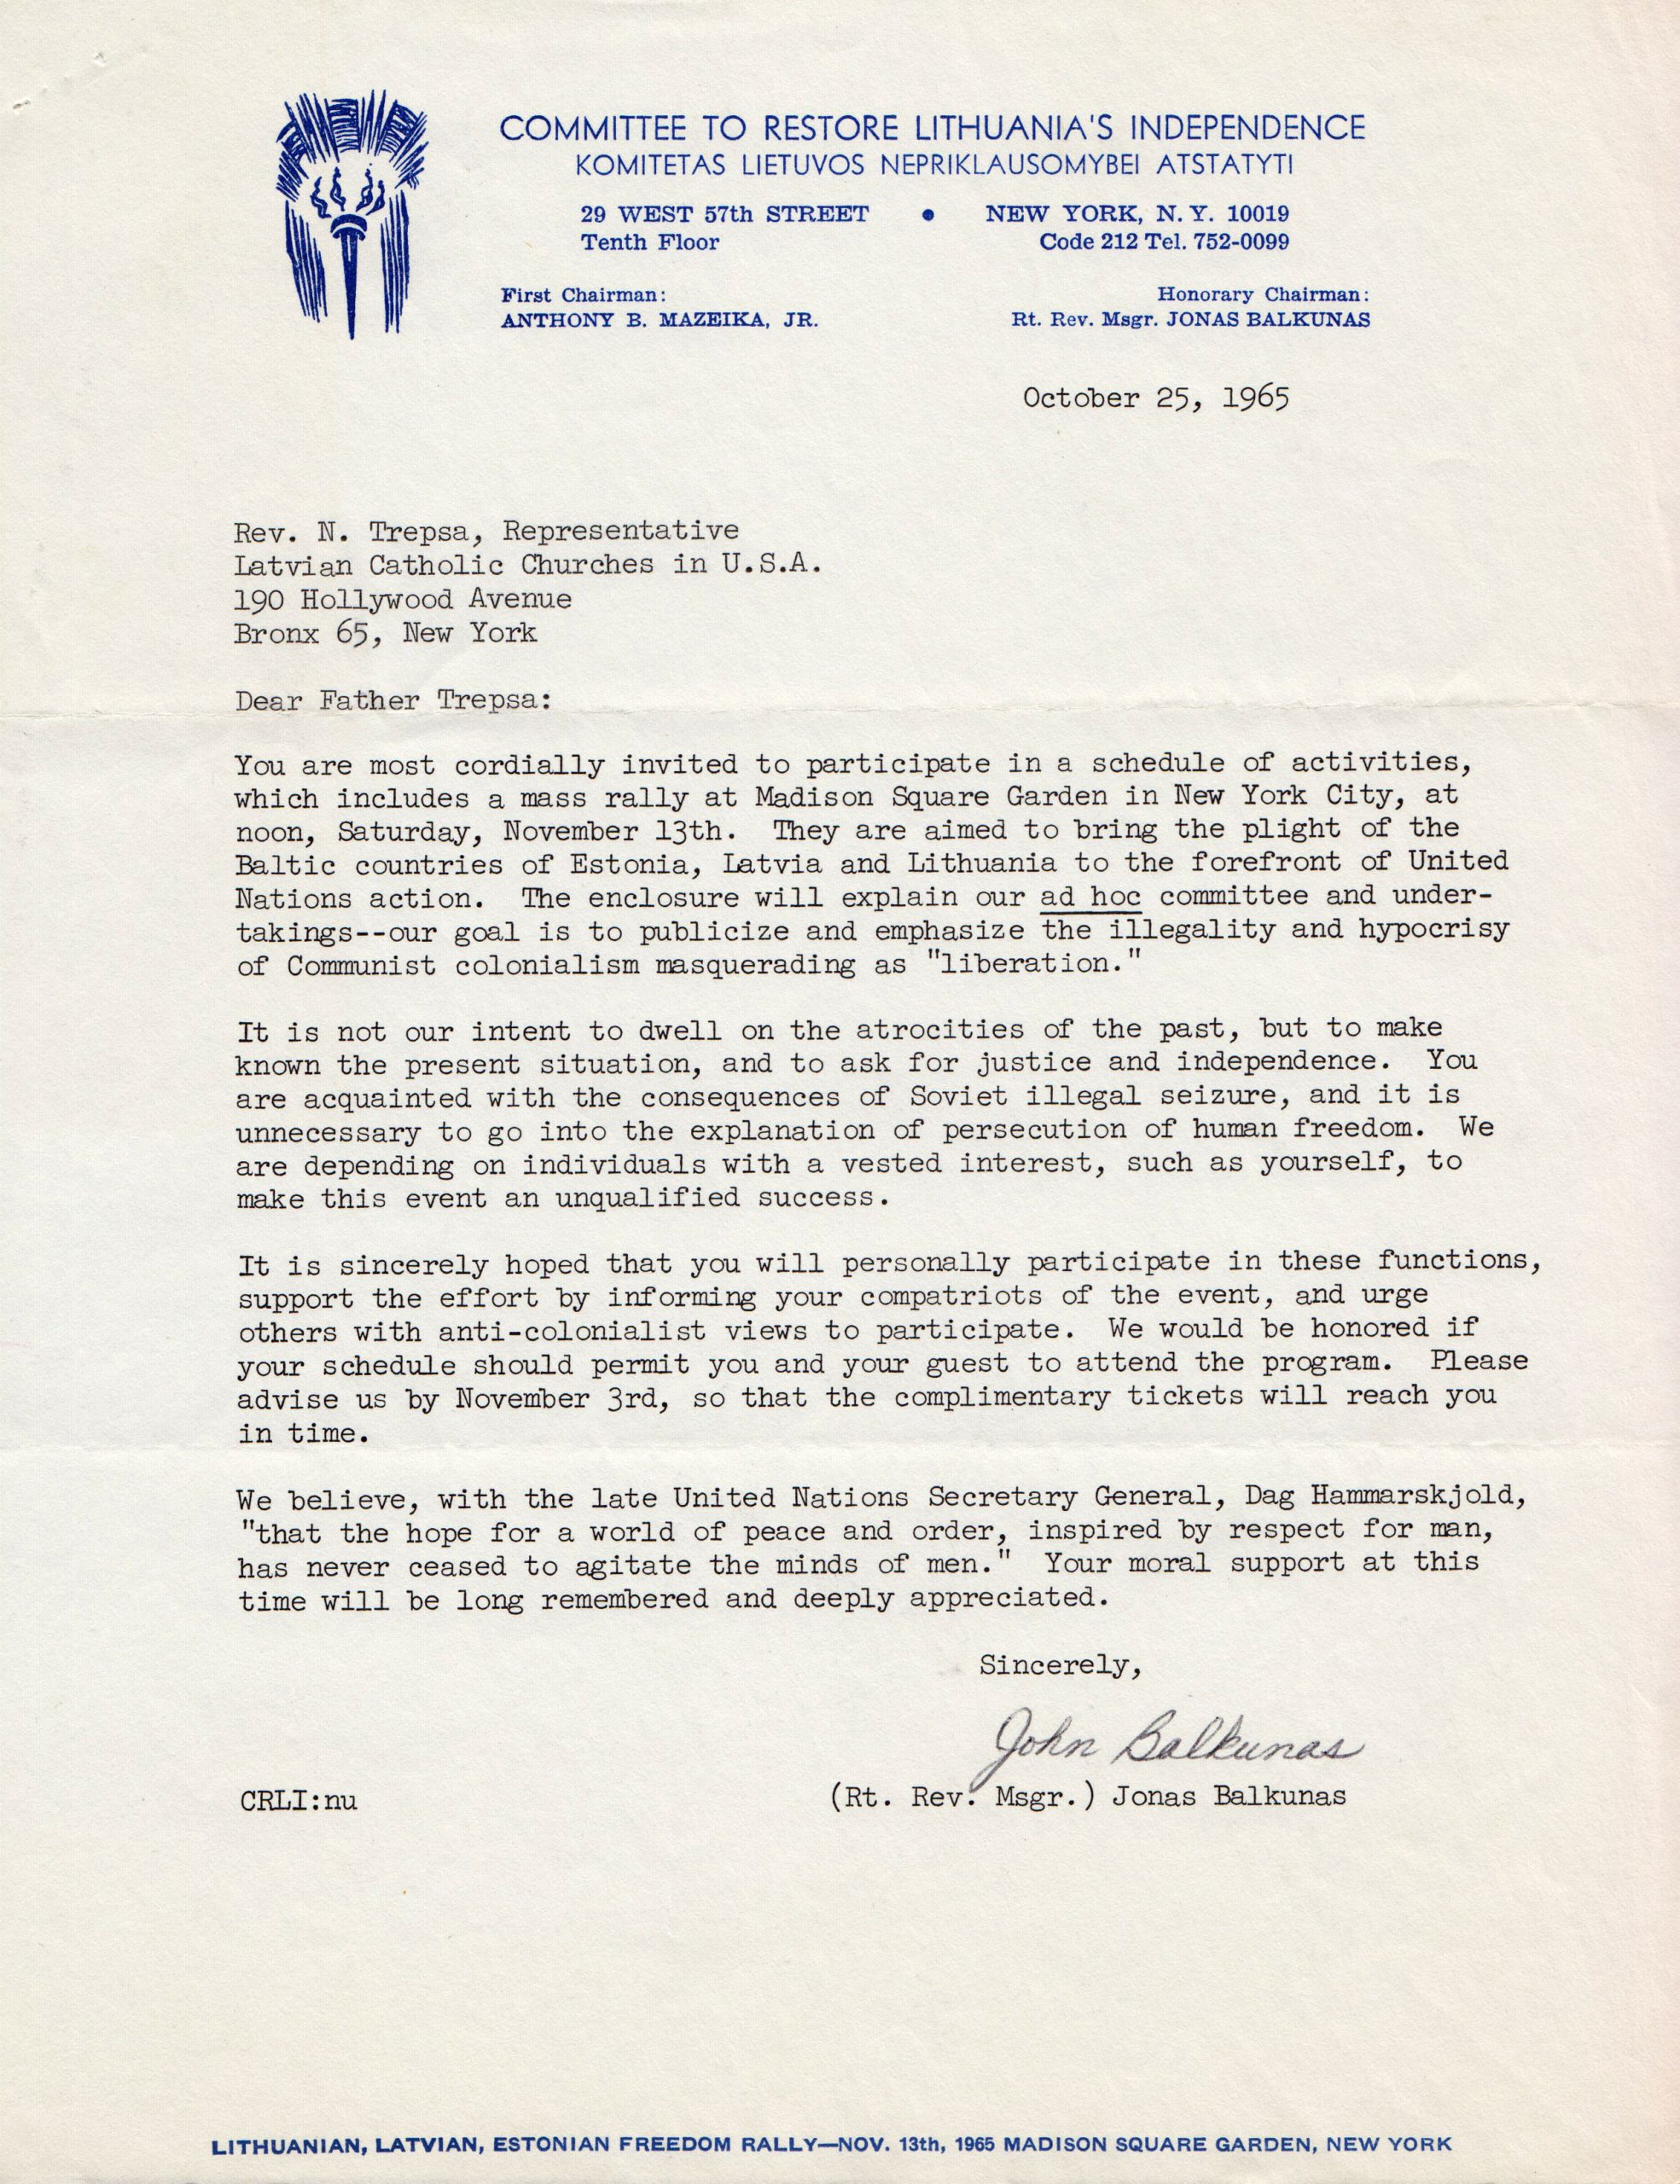 COMMITTEE TO RESTORE LITHUANIA'S INDEPENDENCE
KOMITETAS LIETUVOS NEPRIKLAUSOMYBEI ATSTATYTI
29 WEST 57th STREET • NEW YORK, N. Y. 10019
Tenth Floor Code 212 Tel. 752-0099
First Chairman: Honorary Chairman:
ANTHONY B. MAZEIKA, JR. Rt. Rev. Msgr. JONAS BALKUNAS
October 25, 1965
Rev. N. Trepsa, Representative
Latvian Catholic Churches in U.S.A.
190 Hollywood Avenue
Bronx 65, New York
Dear Father Trepsa:
You are most cordially invited to participate in a schedule of activities,
which includes a mass rally at Madison Square Garden in New York City, at
noon, Saturday, November 13th. They are aimed to bring the plight of the
Baltic countries of Estonia, Latvia and Lithuania to the forefront of United
Nations action. The enclosure will explain our ad hoc committee and under-
takings--our goal is to publicize and emphasize the illegality and hypocrisy
of Communist colonialism masquerading as "liberation."
It is not our intent to dwell on the atrocities of the past, but to make
known the present situation, and to ask for justice and independence. You
are acquainted with the consequences of Soviet illegal seizure, and it is
unnecessary to go into the explanation of persecution of human freedom. We
are depending on individuals with a vested interest, such as yourself, to
make this event an unqualified success.
It is sincerely hoped that you will personally participate in these functions,
support the effort by informing your compatriots of the event, and urge
others with anti-colonialist views to participate. We would be honored if
your schedule should permit you and your guest to attend the program. Please
advise us by November 3rd, so that the complimentary tickets will reach you
in time.
We believe, with the late United Nations Secretary General, Dag Hammarskjold,
"that the hope for a world of peace and order, inspired by respect for man,
has never ceased to agitate the minds of men." Your moral support at this
time will be long remembered and deeply appreciated.
Sincerely,
John Balkunas
CRLI:nu (Rt. Rev. Msgr.) Jonas Balkunas
LITHUANIAN, LATVIAN, ESTONIAN FREEDOM RALLY—NOV. 13th, 1965 MADISON SQUARE GARDEN, NEW YORK